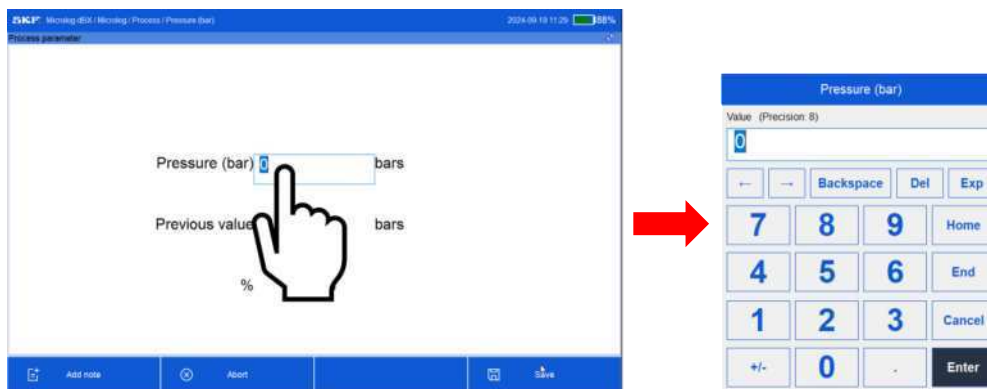 SKF Microlog dBX / Microlog / Process / Pressure (bar) 2024-09-19 11:29 88%
Process parameter
Pressure (bar) 0 bars
Previous value bars
%
Add note Abort Save
Pressure (bar)
Value (Precision: 8)
0
← → Backspace Del Exp
7 8 9 Home
4 5 6 End
1 2 3 Cancel
+/- 0 . Enter